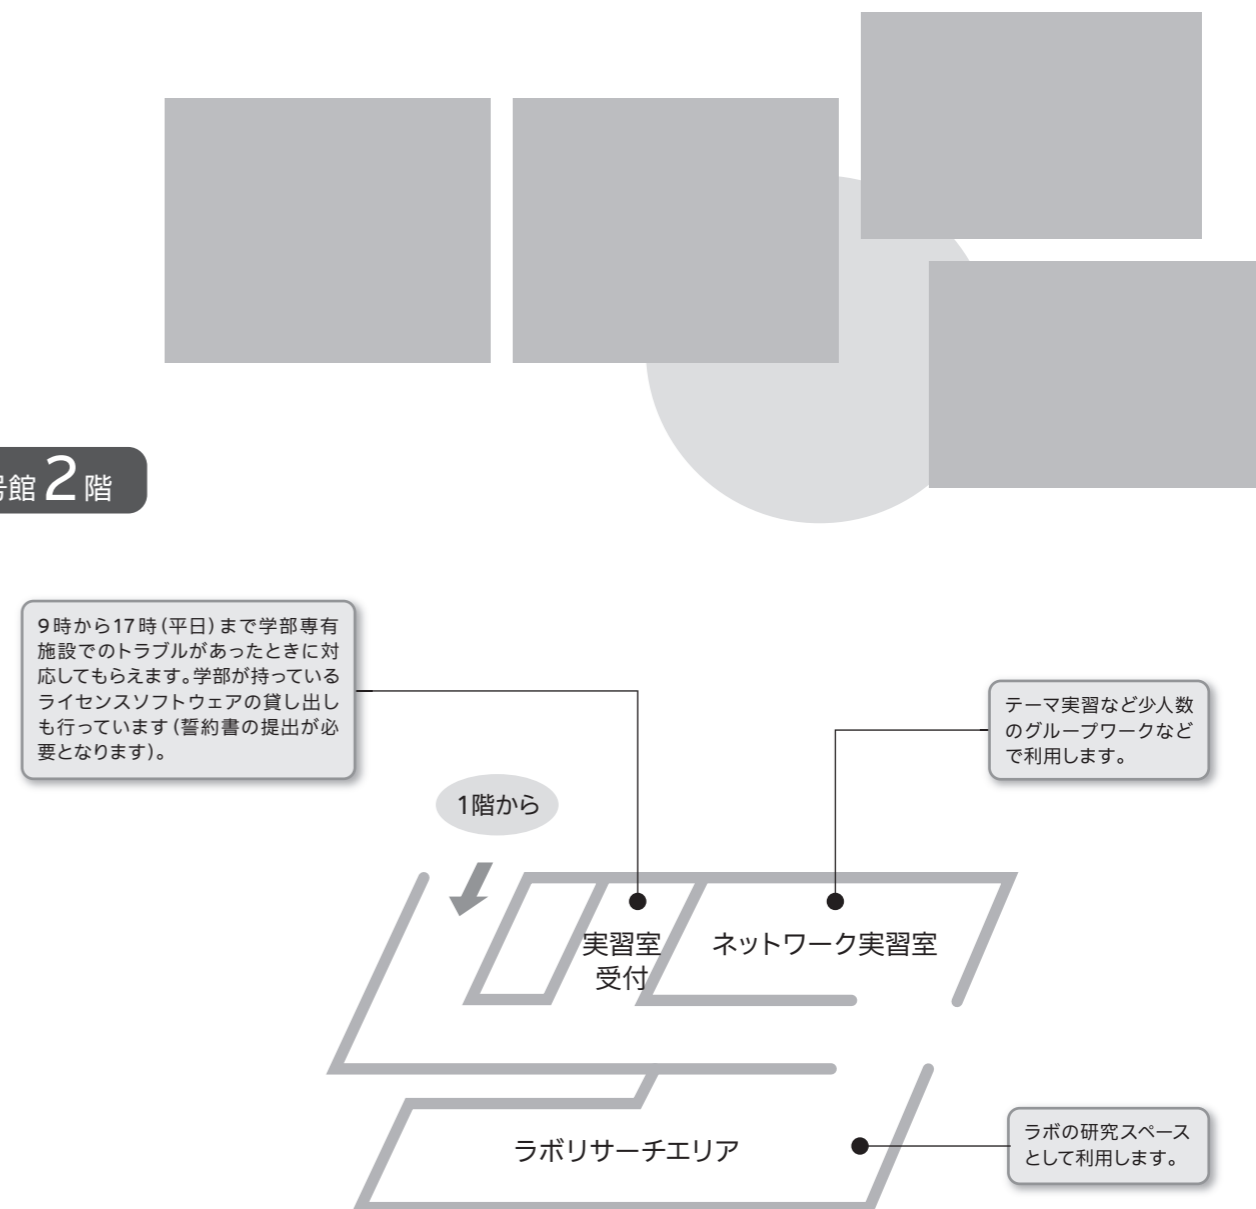 号館2階
9時から17時(平日)まで学部専有
施設でのトラブルがあったときに対
応してもらえます。学部が持っている
ライセンスソフトウェアの貸し出し
も行っています(誓約書の提出が必
要となります)。
テーマ実習など少人数
のグループワークなど
で利用します。
1階から
実習室
受付
ネットワーク実習室
ラボリサーチエリア
ラボの研究スペース
として利用します。